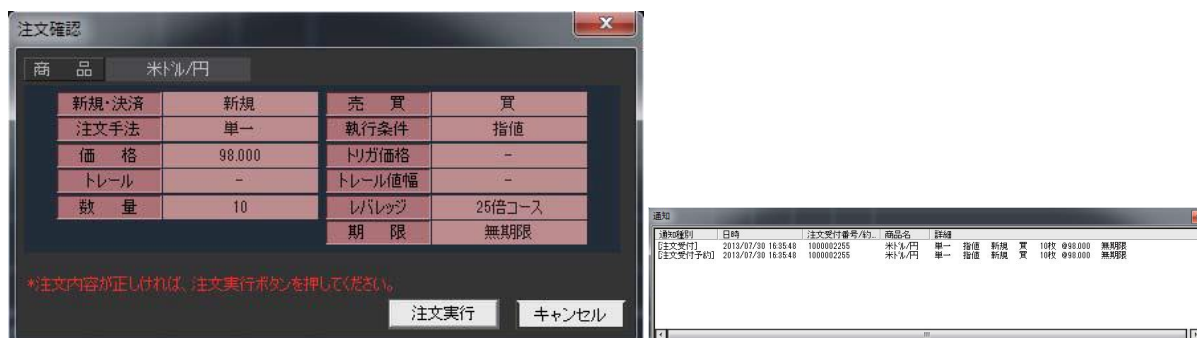 注文確認
商 品 米ドル/円
新規・決済 新規 売 買 買
注文手法 単一 執行条件 指値
価 格 98.000 トリガ価格 -
トレール - トレール値幅 -
数 量 10 レバレッジ 25倍コース
期 限 無期限
*注文内容が正しければ、注文実行ボタンを押してください。
注文実行 キャンセル
通知
通知種別 日時 注文受付番号/約... 商品名 詳細
[注文受付] 2013/07/30 16:35:48 1000002255 米ドル/円 単一 指値 新規 買 10枚 @98.000 無期限
[注文受付予約] 2013/07/30 16:35:48 1000002255 米ドル/円 単一 指値 新規 買 10枚 @98.000 無期限